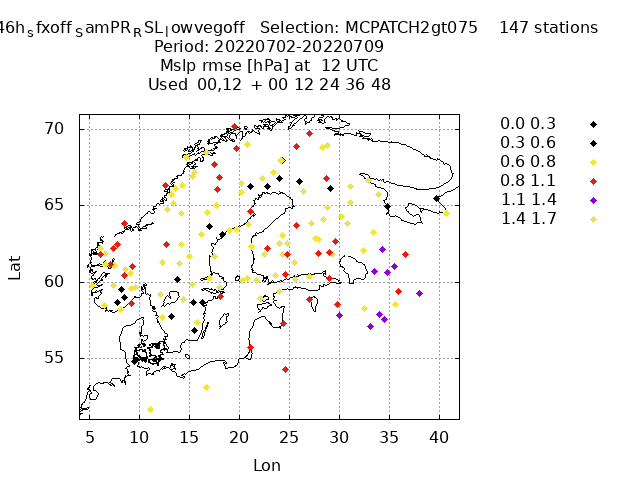 46h_sfxoff_SamPR_RSL_lowvegoff Selection: MCPATCH2gt075 147 stations
Period: 20220702-20220709
Mslp rmse [hPa] at 12 UTC
Used 00,12 + 00 12 24 36 48
70
65
60
55
5 10 15 20 25 30 35 40
Lat
Lon
0.0 0.3
0.3 0.6
0.6 0.8
0.8 1.1
1.1 1.4
1.4 1.7